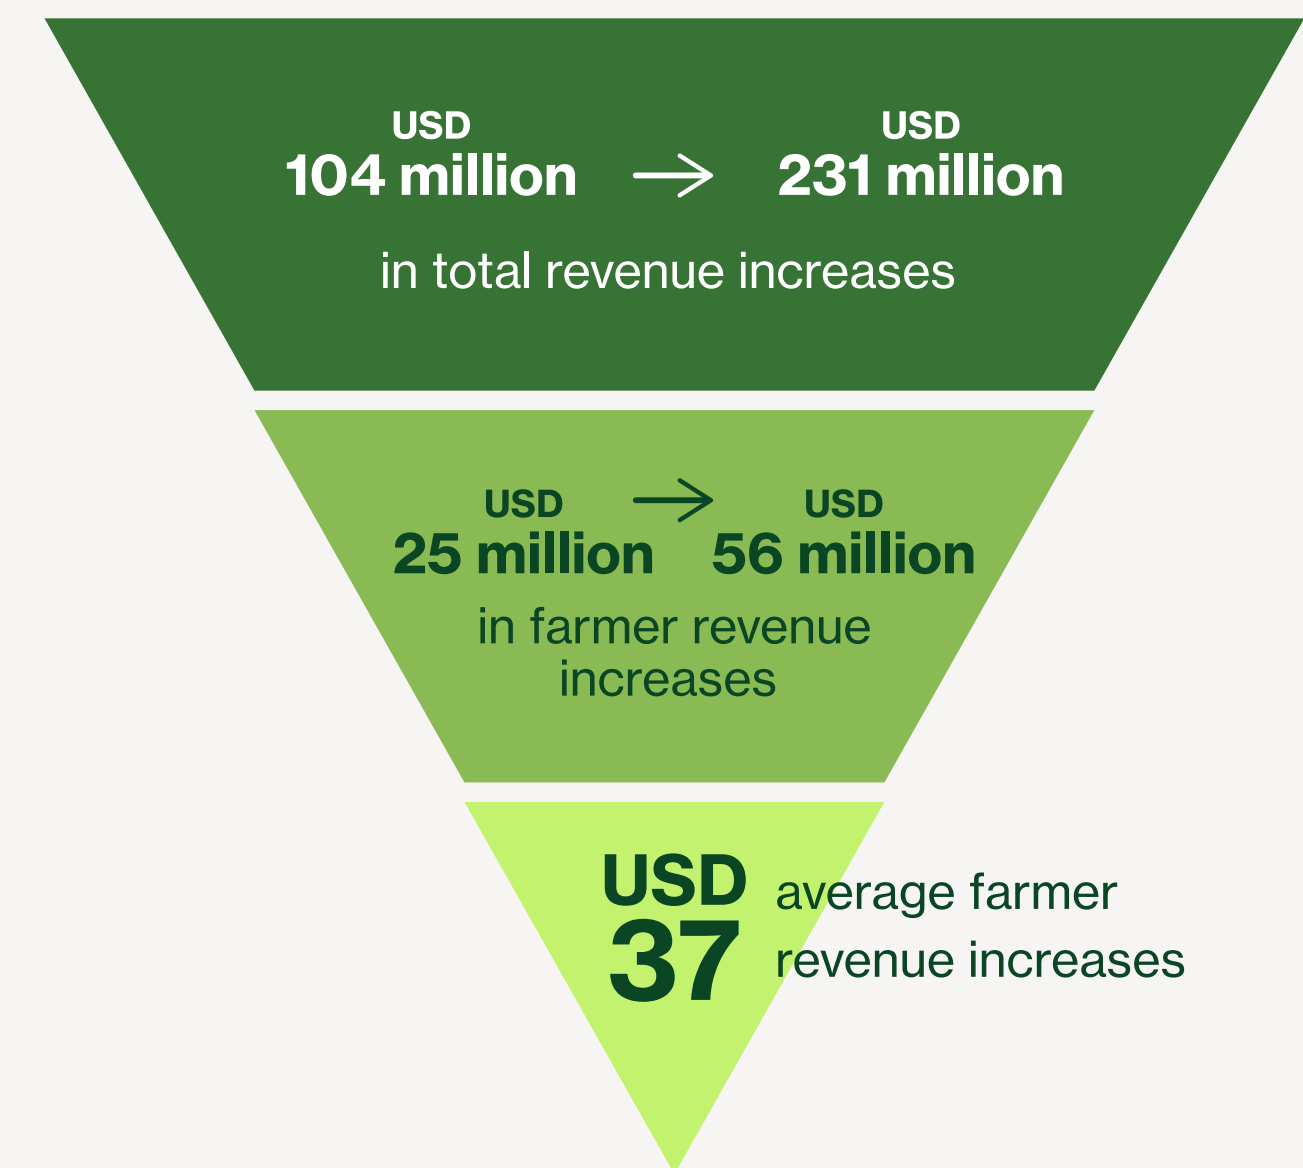 USD USD
104 million → 231 million
in total revenue increases
USD → USD
25 million 56 million
in farmer revenue
increases
USD
37
average farmer
revenue increases